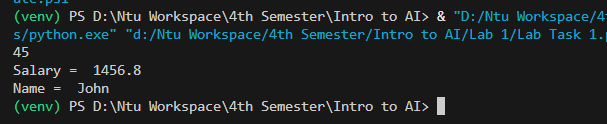 (venv) PS D:\Ntu Workspace\4th Semester\Intro to AI> & "D:/Ntu Workspace/4
s/python.exe" "d:/Ntu Workspace/4th Semester/Intro to AI/Lab 1/Lab Task 1.p
45
Salary =  1456.8
Name =  John
(venv) PS D:\Ntu Workspace\4th Semester\Intro to AI>